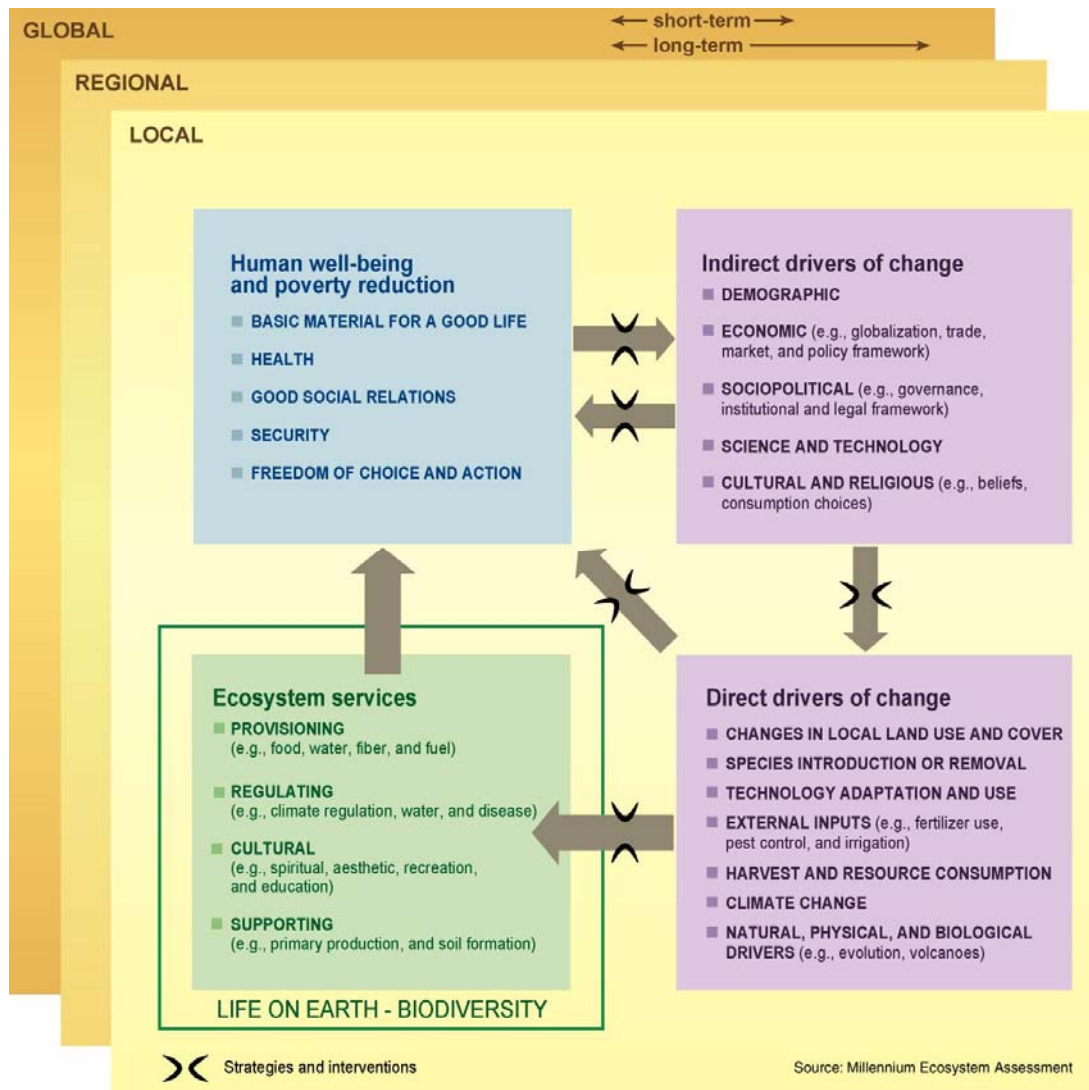 GLOBAL
short-term
long-term
REGIONAL
LOCAL
Human well-being
and poverty reduction
BASIC MATERIAL FOR A GOOD LIFE
HEALTH
GOOD SOCIAL RELATIONS
SECURITY
FREEDOM OF CHOICE AND ACTION
Indirect drivers of change
DEMOGRAPHIC
ECONOMIC (e.g., globalization, trade,
market, and policy framework)
SOCIOPOLITICAL (e.g., governance,
institutional and legal framework)
SCIENCE AND TECHNOLOGY
CULTURAL AND RELIGIOUS (e.g., beliefs,
consumption choices)
Ecosystem services
PROVISIONING
(e.g., food, water, fiber, and fuel)
REGULATING
(e.g., climate regulation, water, and disease)
CULTURAL
(e.g., spiritual, aesthetic, recreation,
and education)
SUPPORTING
(e.g., primary production, and soil formation)
LIFE ON EARTH - BIODIVERSITY
Direct drivers of change
CHANGES IN LOCAL LAND USE AND COVER
SPECIES INTRODUCTION OR REMOVAL
TECHNOLOGY ADAPTATION AND USE
EXTERNAL INPUTS (e.g., fertilizer use,
pest control, and irrigation)
HARVEST AND RESOURCE CONSUMPTION
CLIMATE CHANGE
NATURAL, PHYSICAL, AND BIOLOGICAL
DRIVERS (e.g., evolution, volcanoes)
Strategies and interventions
Source: Millennium Ecosystem Assessment